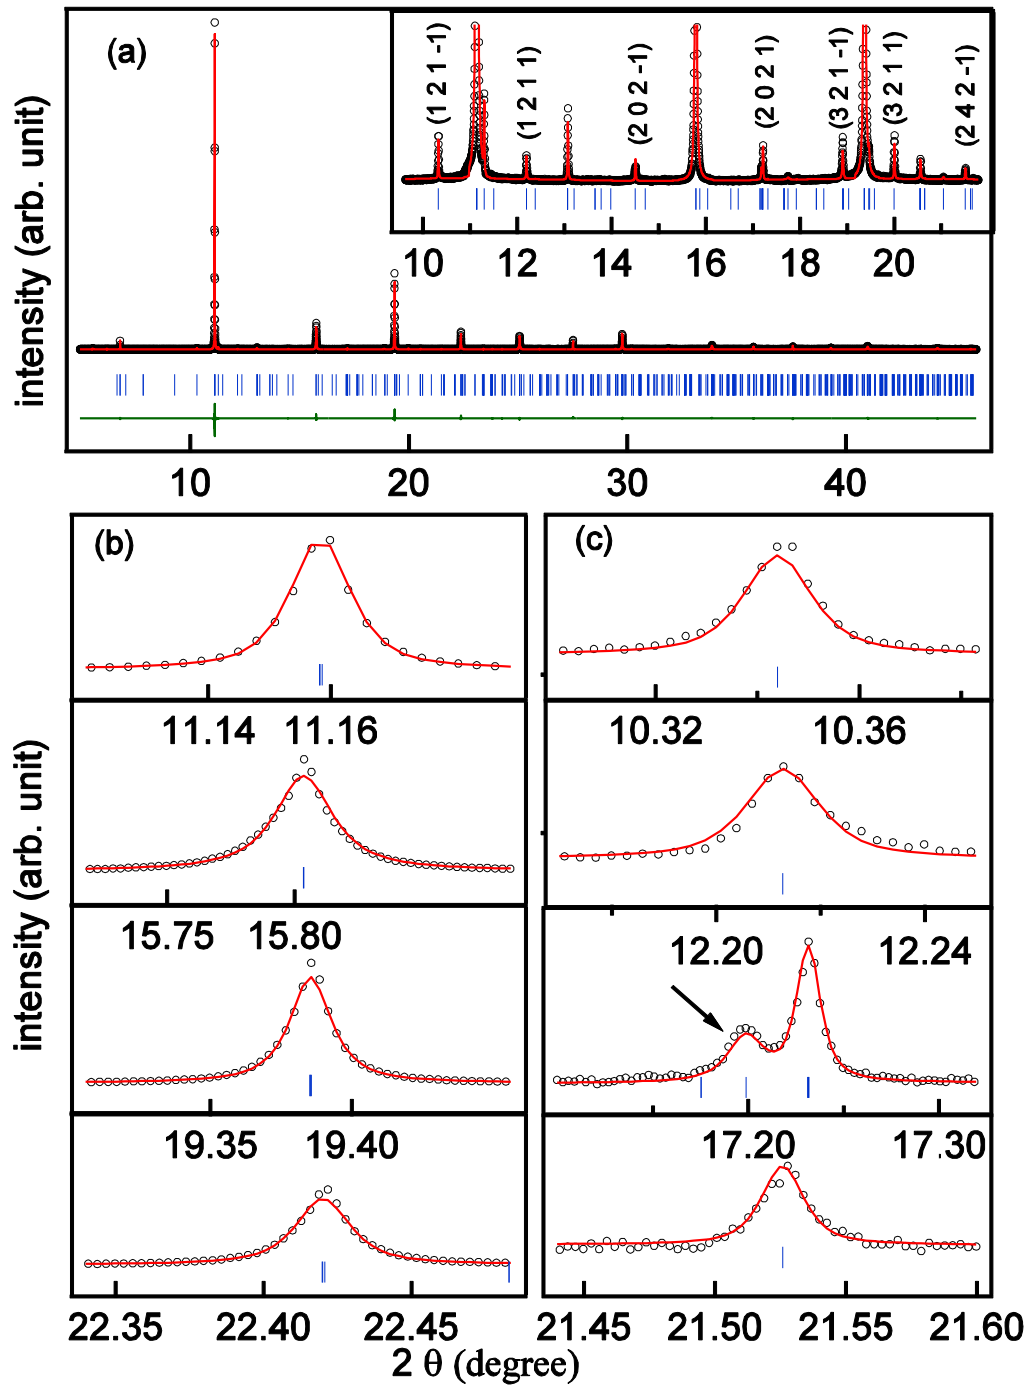 (a)
(1 2 1 -1)
(1 2 1 1)
(2 0 2 -1)
(2 0 2 1)
(3 2 1 -1)
(3 2 1 1)
(2 4 2 -1)
10 12 14 16 18 20
intensity (arb. unit)
10 20 30 40
(b)
11.14 11.16
15.75 15.80
19.35 19.40
22.35 22.40 22.45
(c)
10.32 10.36
12.20 12.24
17.20 17.30
21.45 21.50 21.55 21.60
intensity (arb. unit)
2 θ (degree)